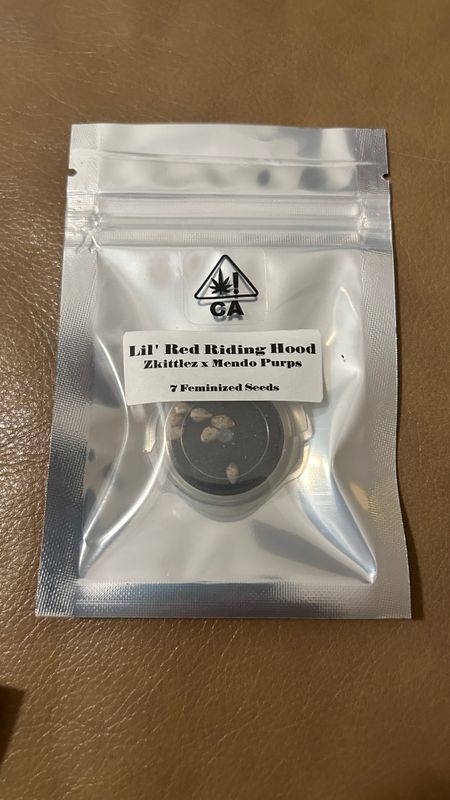 !
CA
Lil' Red Riding Hood
Zkittlez x Mendo Purps
7 Feminized Seeds